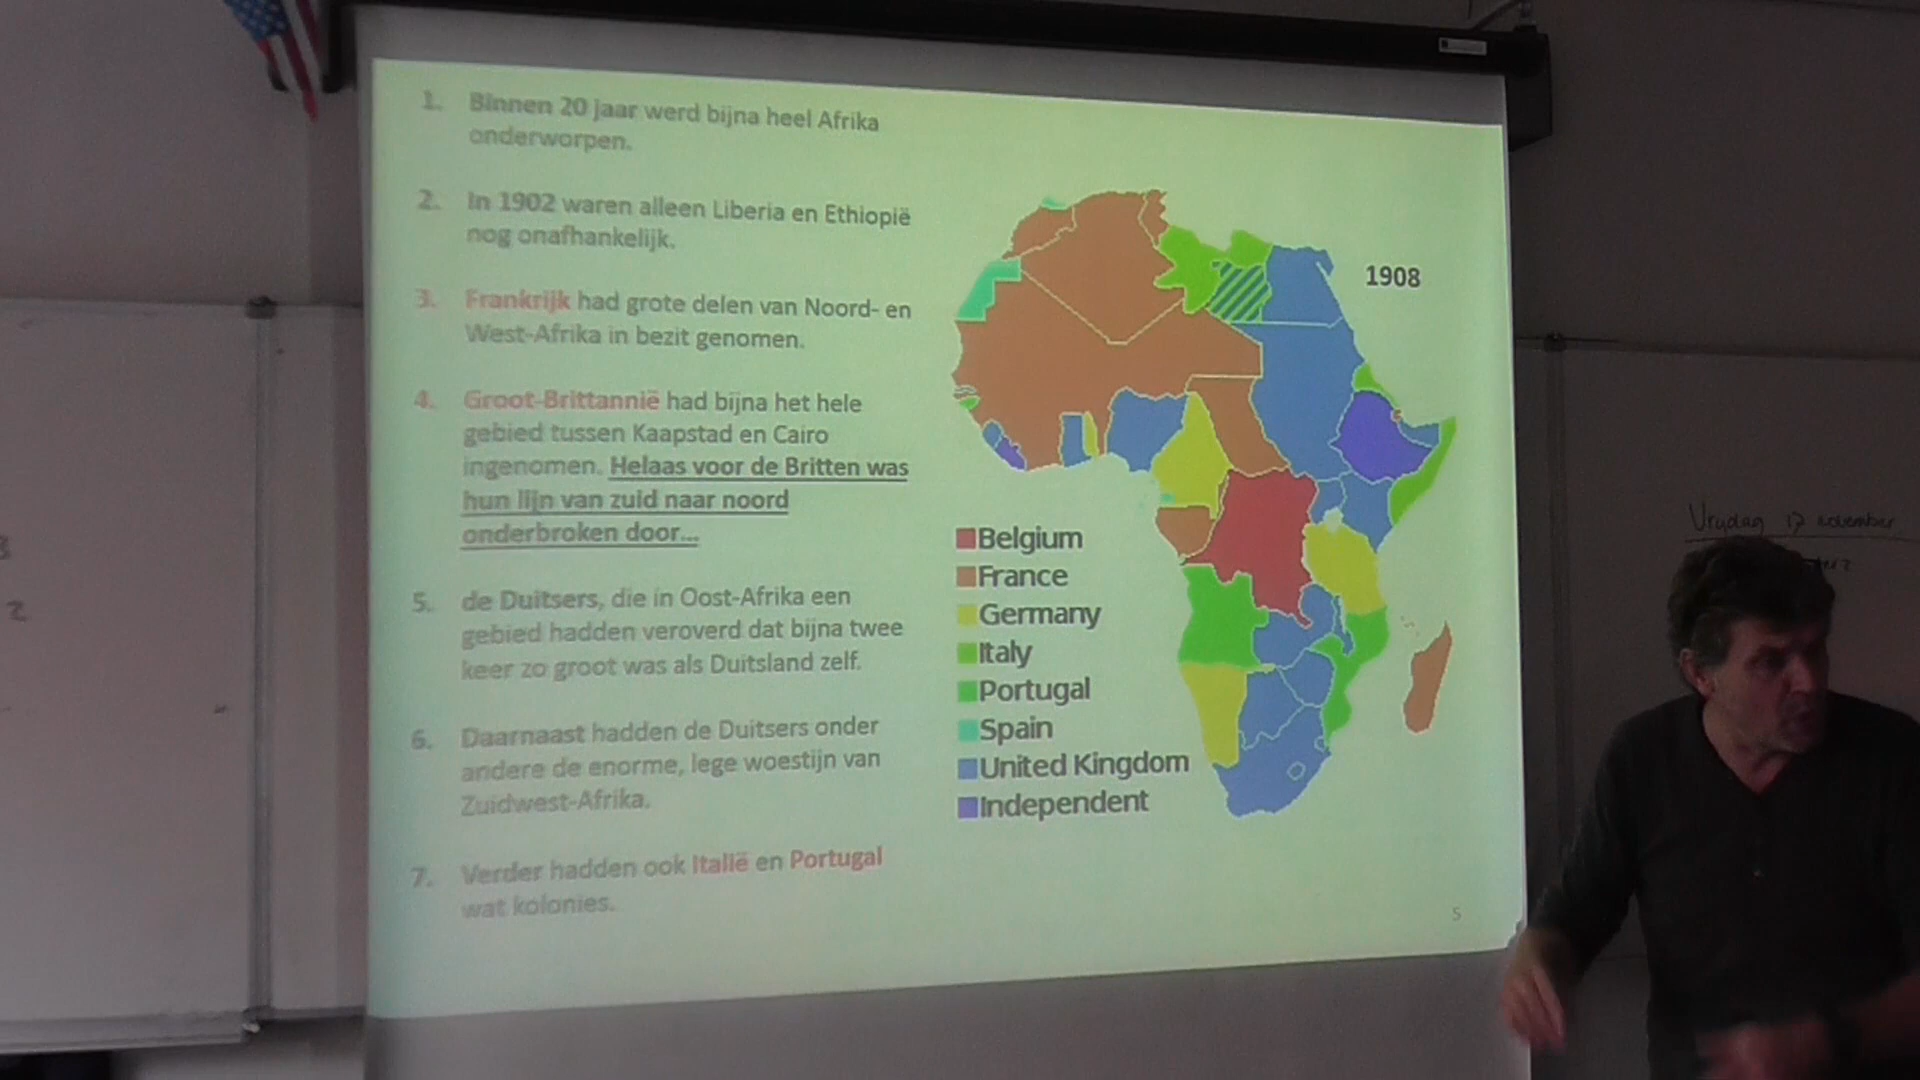 1. Binnen 20 jaar werd bijna heel Afrika
onderworpen.
2. In 1902 waren alleen Liberia en Ethiopië
nog onafhankelijk.
3. Frankrijk had grote delen van Noord- en
West-Afrika in bezit genomen.
4. Groot-Brittannië had bijna het hele
gebied tussen Kaapstad en Cairo
ingenomen. Helaas voor de Britten was
hun lijn van zuid naar noord
onderbroken door...
5. de Duitsers, die in Oost-Afrika een
gebied hadden veroverd dat bijna twee
keer zo groot was als Duitsland zelf.
6. Daarnaast hadden de Duitsers onder
andere de enorme, lege woestijn van
Zuidwest-Afrika.
7. Verder hadden ook Italië en Portugal
wat kolonies.
1908
Belgium
France
Germany
Italy
Portugal
Spain
United Kingdom
Independent
5
Vrijdag 17 november
2